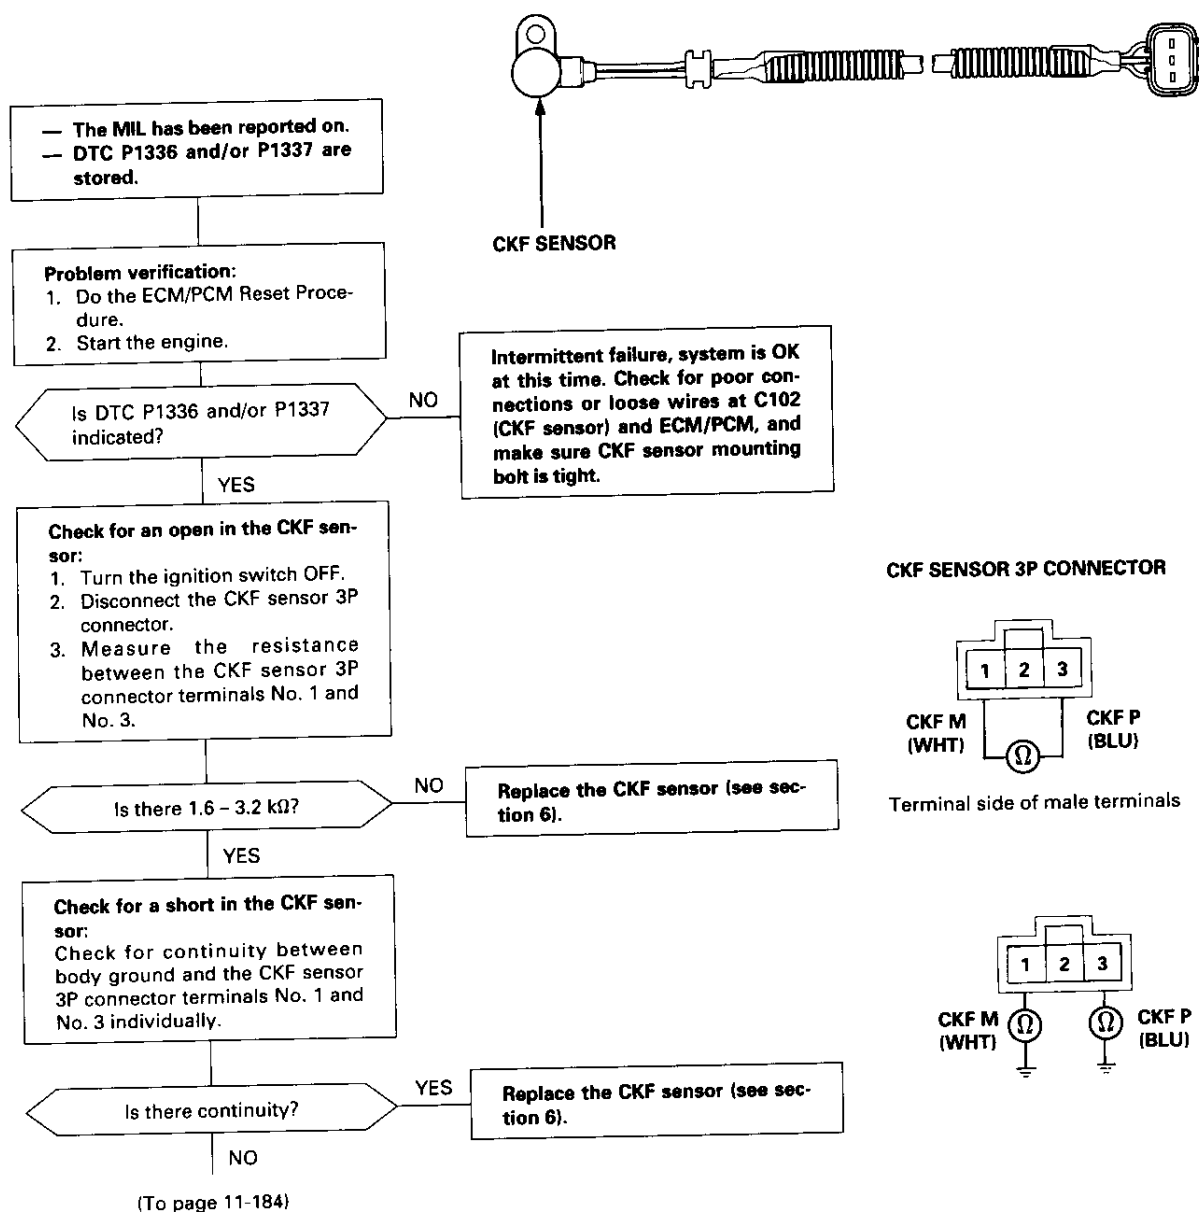 — The MIL has been reported on.
— DTC P1336 and/or P1337 are
stored.
CKF SENSOR
Problem verification:
1. Do the ECM/PCM Reset Proce-
dure.
2. Start the engine.
Is DTC P1336 and/or P1337
indicated?
NO
Intermittent failure, system is OK
at this time. Check for poor con-
nections or loose wires at C102
(CKF sensor) and ECM/PCM, and
make sure CKF sensor mounting
bolt is tight.
YES
Check for an open in the CKF sen-
sor:
1. Turn the ignition switch OFF.
2. Disconnect the CKF sensor 3P
connector.
3. Measure the resistance
between the CKF sensor 3P
connector terminals No. 1 and
No. 3.
CKF SENSOR 3P CONNECTOR
1 2 3
CKF M
(WHT)
Ω
CKF P
(BLU)
Terminal side of male terminals
Is there 1.6 – 3.2 kΩ?
NO
Replace the CKF sensor (see sec-
tion 6).
YES
Check for a short in the CKF sen-
sor:
Check for continuity between
body ground and the CKF sensor
3P connector terminals No. 1 and
No. 3 individually.
1 2 3
CKF M
(WHT)
Ω
Ω
CKF P
(BLU)
Is there continuity?
YES
Replace the CKF sensor (see sec-
tion 6).
NO
(To page 11-184)